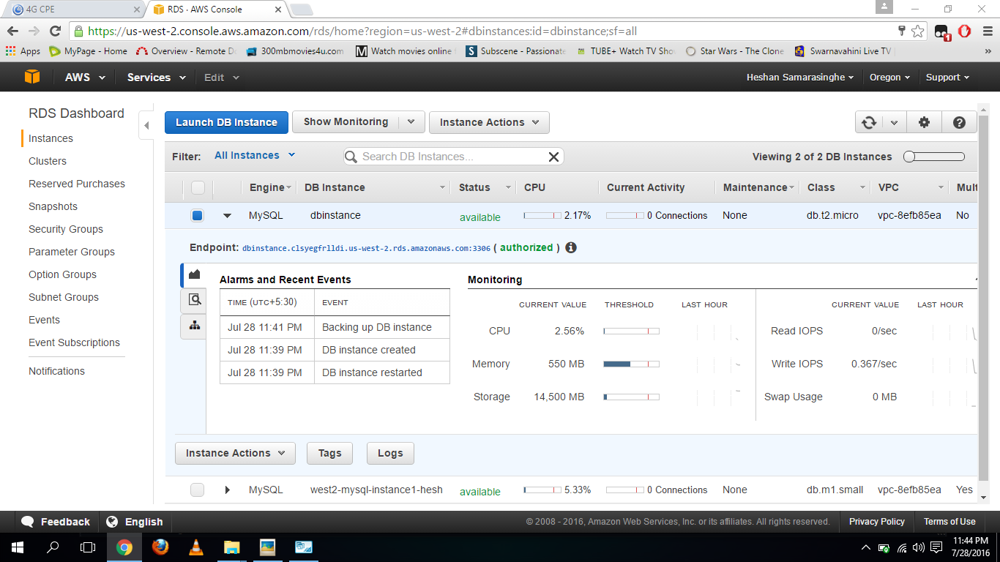 4G CPE
RDS · AWS Console
https://us-west-2.console.aws.amazon.com/rds/home?region=us-west-2#dbinstances:id=dbinstance;sf=all
1
Apps MyPage - Home Overview - Remote D 300mbmovies4u.com Watch movies online Subscene - Passionate TUBE+ Watch TV Sho Star Wars - The Clone Swarnavahini Live TV »
AWS Services Edit Heshan Samarasinghe Oregon Support
RDS Dashboard
Instances
Clusters
Reserved Purchases
Snapshots
Security Groups
Parameter Groups
Option Groups
Subnet Groups
Events
Event Subscriptions
Notifications
Launch DB Instance Show Monitoring Instance Actions
Filter: All Instances Search DB Instances... Viewing 2 of 2 DB Instances
Engine DB Instance Status CPU Current Activity Maintenance Class VPC Mult
MySQL dbinstance available 2.17% 0 Connections None db.t2.micro vpc-8efb85ea No
Endpoint: dbinstance.clsyegfrlldi.us-west-2.rds.amazonaws.com:3306 ( authorized )
Alarms and Recent Events
TIME (UTC+5:30) EVENT
Jul 28 11:41 PM Backing up DB instance
Jul 28 11:39 PM DB instance created
Jul 28 11:39 PM DB instance restarted
Monitoring
CURRENT VALUE THRESHOLD LAST HOUR CURRENT VALUE LAST HOUR
CPU 2.56% Read IOPS 0/sec
Memory 550 MB Write IOPS 0.367/sec
Storage 14,500 MB Swap Usage 0 MB
Instance Actions Tags Logs
MySQL west2-mysql-instance1-hesh available 5.33% 0 Connections None db.m1.small vpc-8efb85ea Yes
Feedback English © 2008 - 2016, Amazon Web Services, Inc. or its affiliates. All rights reserved. Privacy Policy Terms of Use
11:44 PM
7/28/2016